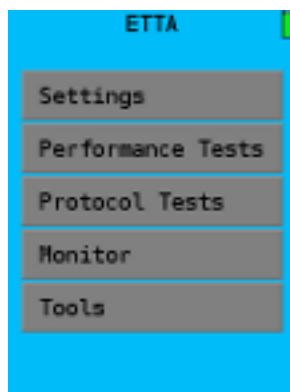 ETTA
Settings
Performance Tests
Protocol Tests
Monitor
Tools